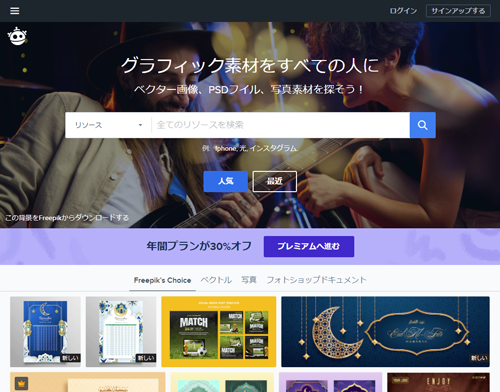 ログイン サインアップする
グラフィック素材をすべての人に
ベクター画像、PSDフイル、写真素材を探そう!
リソース 全てのリソースを検索
例: Iphone, 光, インスタグラム
人気 最近
この背景をFreepikからダウンロードする
年間プランが30%オフ プレミアムへ進む
Freepik's Choice ベクトル 写真 フォトショップドキュメント
MATCH
MATCH
新しい 新しい 新しい
ENJOY